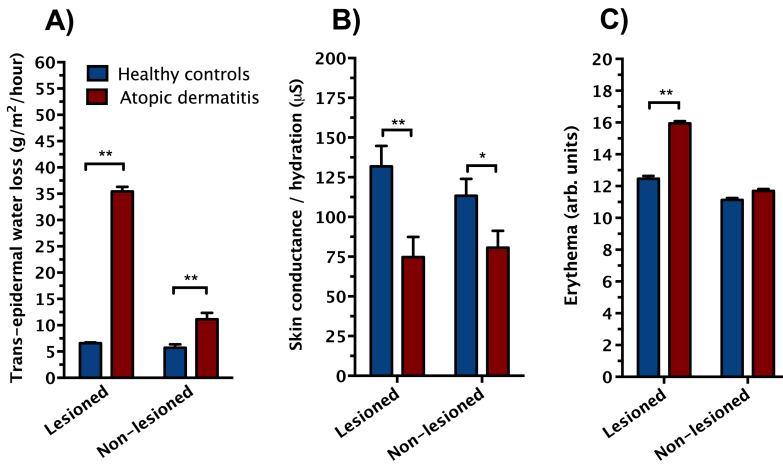 A)
Trans-epidermal water loss (g/m²/hour)
60
55
50
45
40
35
30
25
20
15
10
5
0
Healthy controls
Atopic dermatitis
**
**
Lesioned
Non-lesioned
B)
Skin conductance / hydration (µS)
200
175
150
125
100
75
50
25
0
**
*
Lesioned
Non-lesioned
C)
Erythema (arb. units)
20
18
16
14
12
10
8
6
4
2
0
**
Lesioned
Non-lesioned